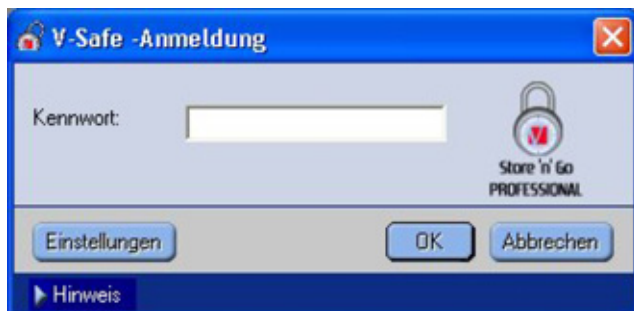 V-Safe -Anmeldung
Kennwort:
Store 'n' Go
PROFESSIONAL
Einstellungen
OK
Abbrechen
Hinweis